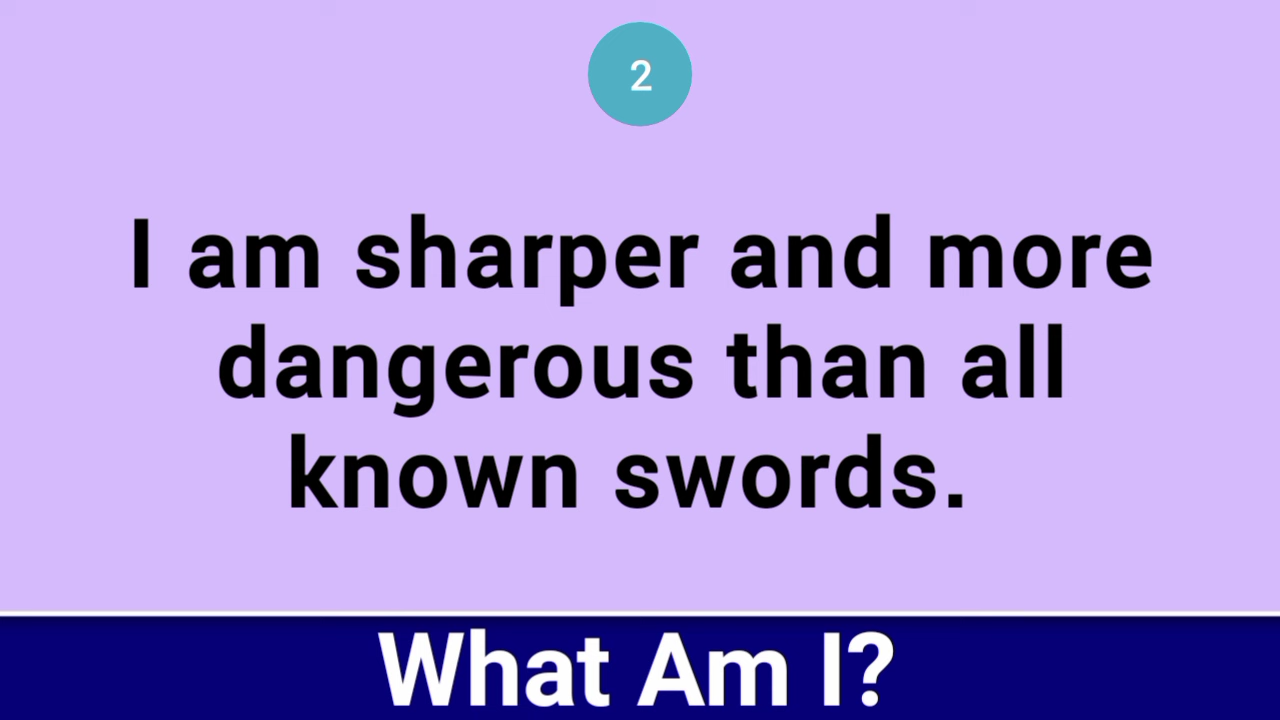 2
I am sharper and more
dangerous than all
known swords.
What Am I?